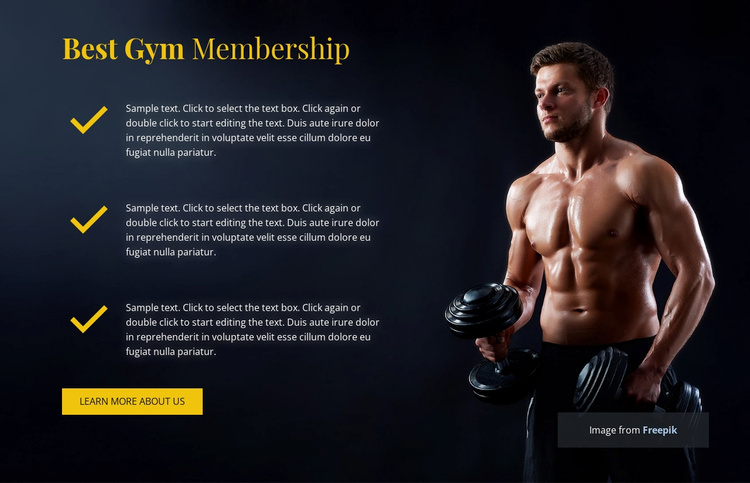 Best Gym Membership
Sample text. Click to select the text box. Click again or
double click to start editing the text. Duis aute irure dolor
in reprehenderit in voluptate velit esse cillum dolore eu
fugiat nulla pariatur.
Sample text. Click to select the text box. Click again or
double click to start editing the text. Duis aute irure dolor
in reprehenderit in voluptate velit esse cillum dolore eu
fugiat nulla pariatur.
Sample text. Click to select the text box. Click again or
double click to start editing the text. Duis aute irure dolor
in reprehenderit in voluptate velit esse cillum dolore eu
fugiat nulla pariatur.
LEARN MORE ABOUT US
Image from Freepik